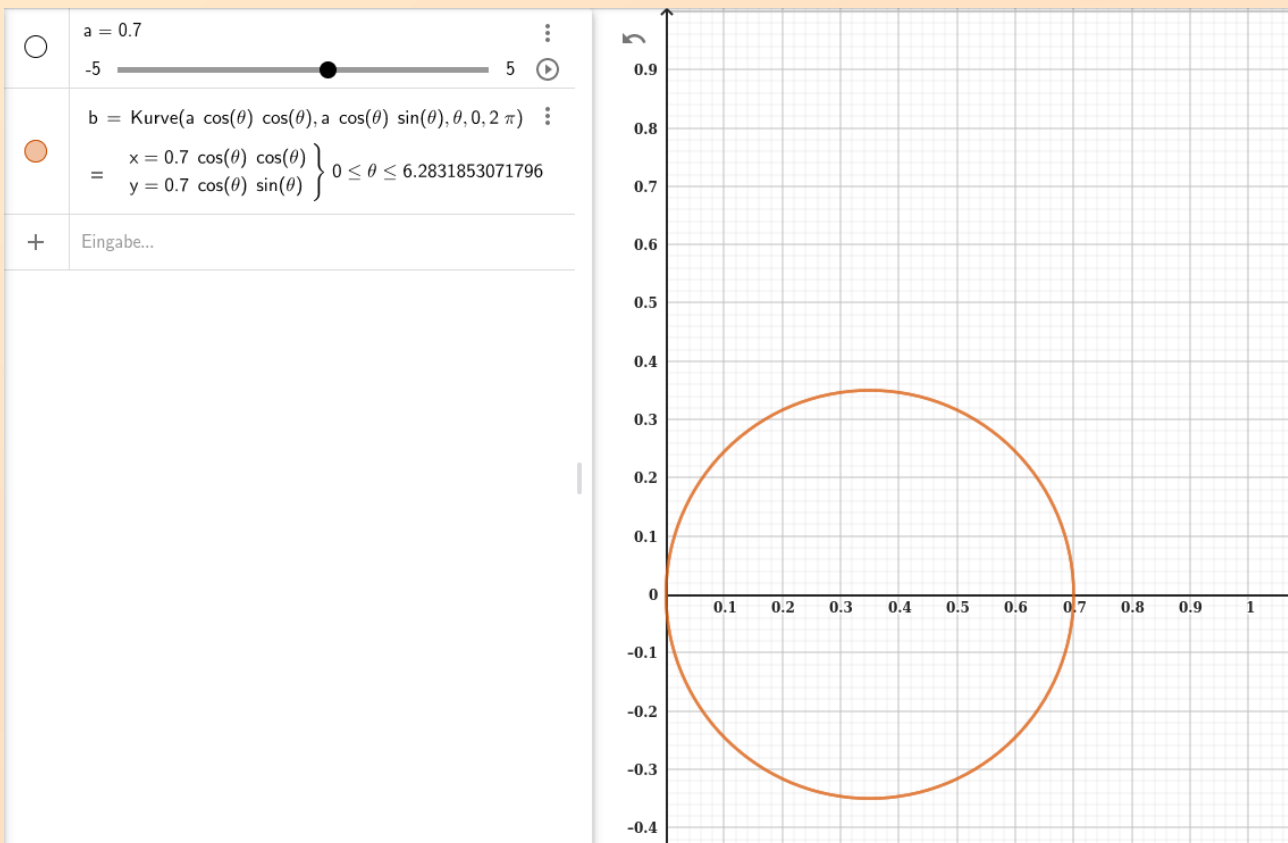 a = 0.7
-5
5
b = Kurve(a cos(θ) cos(θ), a cos(θ) sin(θ), θ, 0, 2 π)
= x = 0.7 cos(θ) cos(θ)
y = 0.7 cos(θ) sin(θ) } 0 ≤ θ ≤ 6.2831853071796
+ Eingabe...
0.9
0.8
0.7
0.6
0.5
0.4
0.3
0.2
0.1
0
0.1 0.2 0.3 0.4 0.5 0.6 0.7 0.8 0.9 1
-0.1
-0.2
-0.3
-0.4